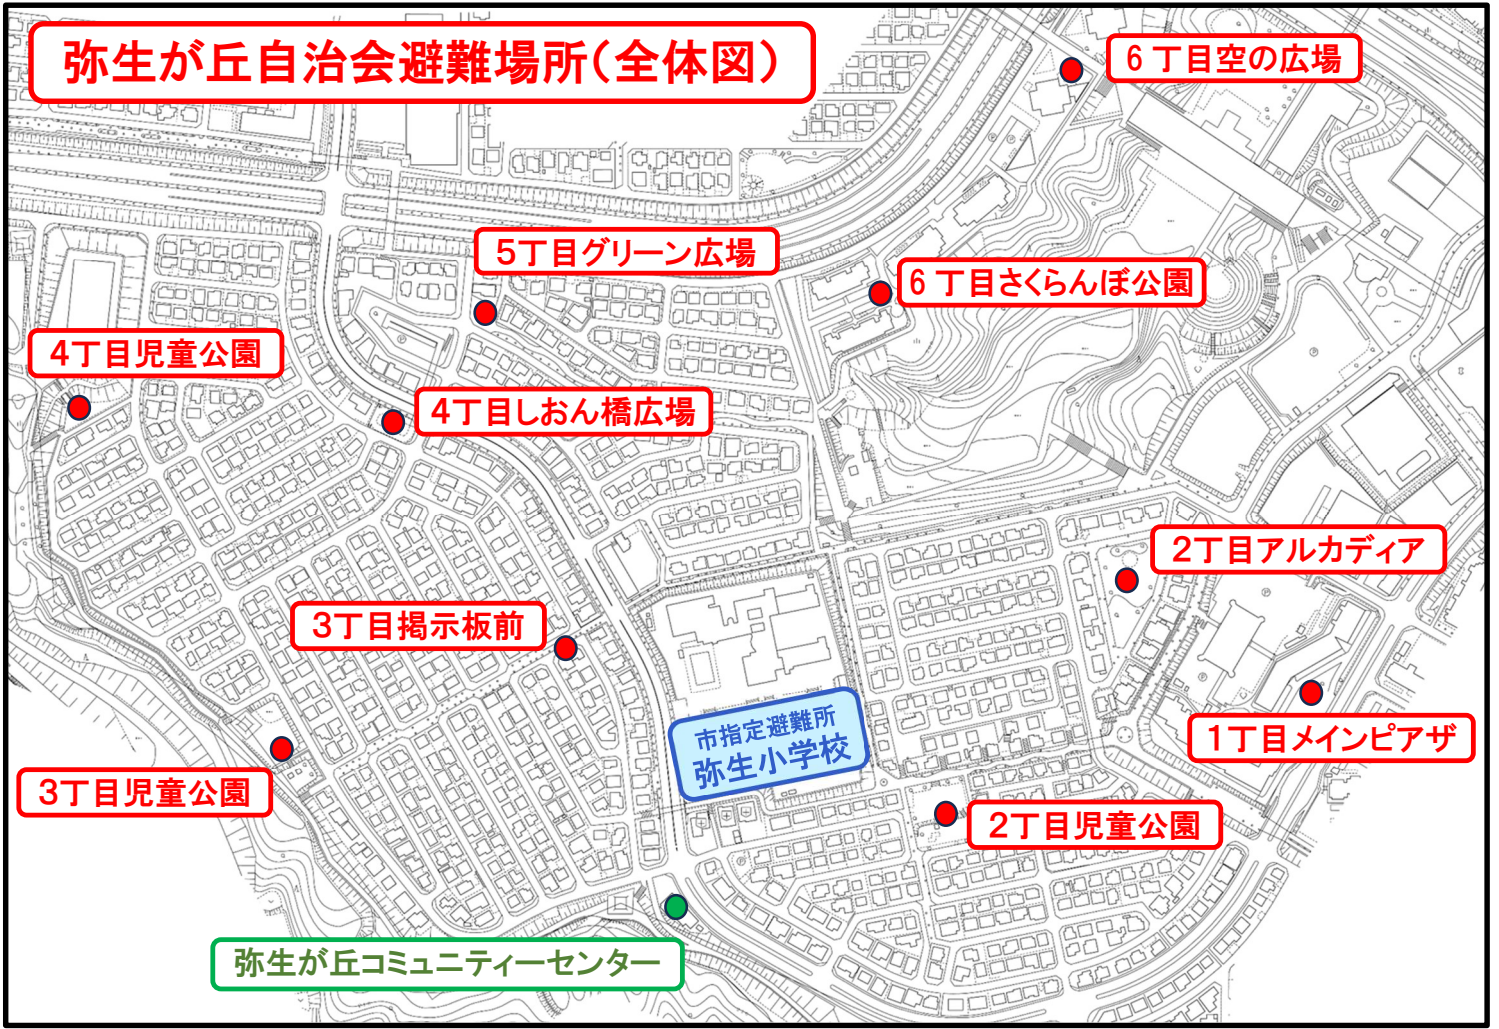 弥生が丘自治会避難場所(全体図)
6丁目空の広場
5丁目グリーン広場
6丁目さくらんぼ公園
4丁目児童公園
4丁目しおん橋広場
2丁目アルカディア
3丁目掲示板前
市指定避難所
弥生小学校
1丁目メインピアザ
3丁目児童公園
2丁目児童公園
弥生が丘コミュニティーセンター